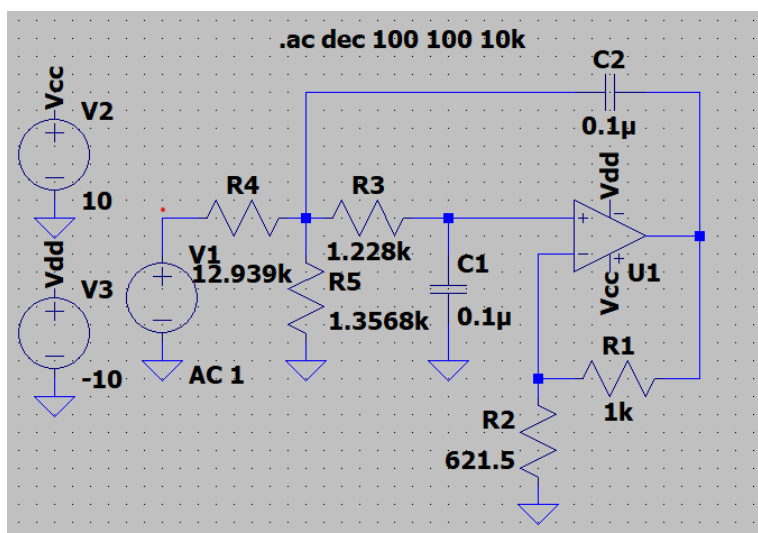 .ac dec 100 100 10k
C2
0.1µ
Vcc
V2
10
Vdd
V3
-10
R4
12.939k
V1
AC 1
R3
1.228k
R5
1.3568k
C1
0.1µ
Vdd
Vcc
U1
R1
1k
R2
621.5